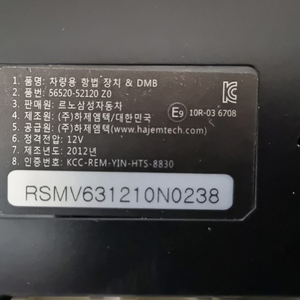 1. 품명: 차량용 항법 장치 & DMB
2. 품번: 56520-52120 Z0
3. 판매원: 르노삼성자동차
4. 제조원: (주)하제엠텍/대한민국
5. 공급원: (주)하제엠텍 (www.hajemtech.com)
6. 정격전압: 12V
7. 제조년도: 2012년
8. 인증번호: KCC-REM-YIN-HTS-8830
E9
10R-03 6708
RSMV631210N0238